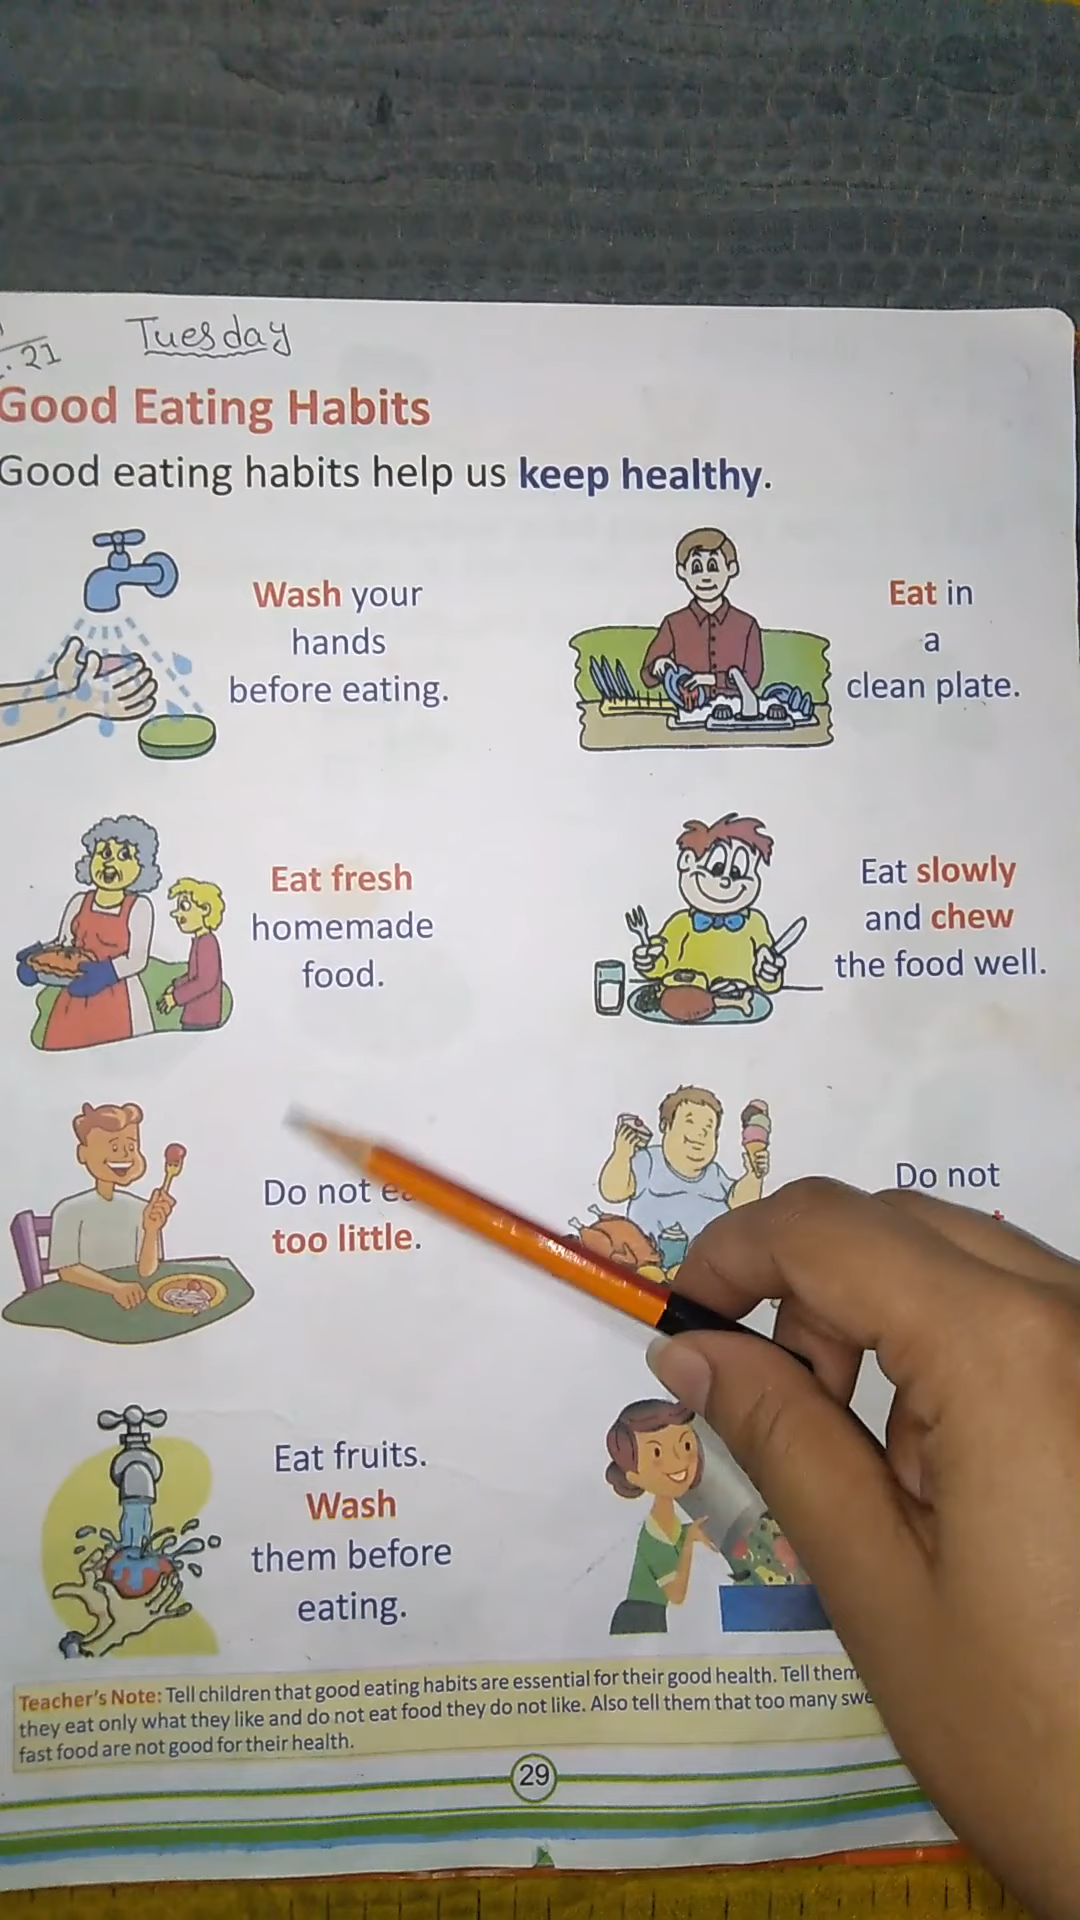 . 21
Tuesday
Good Eating Habits
Good eating habits help us keep healthy.
Wash your
hands
before eating.
Eat in
a
clean plate.
Eat fresh
homemade
food.
Eat slowly
and chew
the food well.
Do not
too little.
Do not
Eat fruits.
Wash
them before
eating.
Teacher's Note: Tell children that good eating habits are essential for their good health. Tell them
they eat only what they like and do not eat food they do not like. Also tell them that too many
fast food are not good for their health.
29